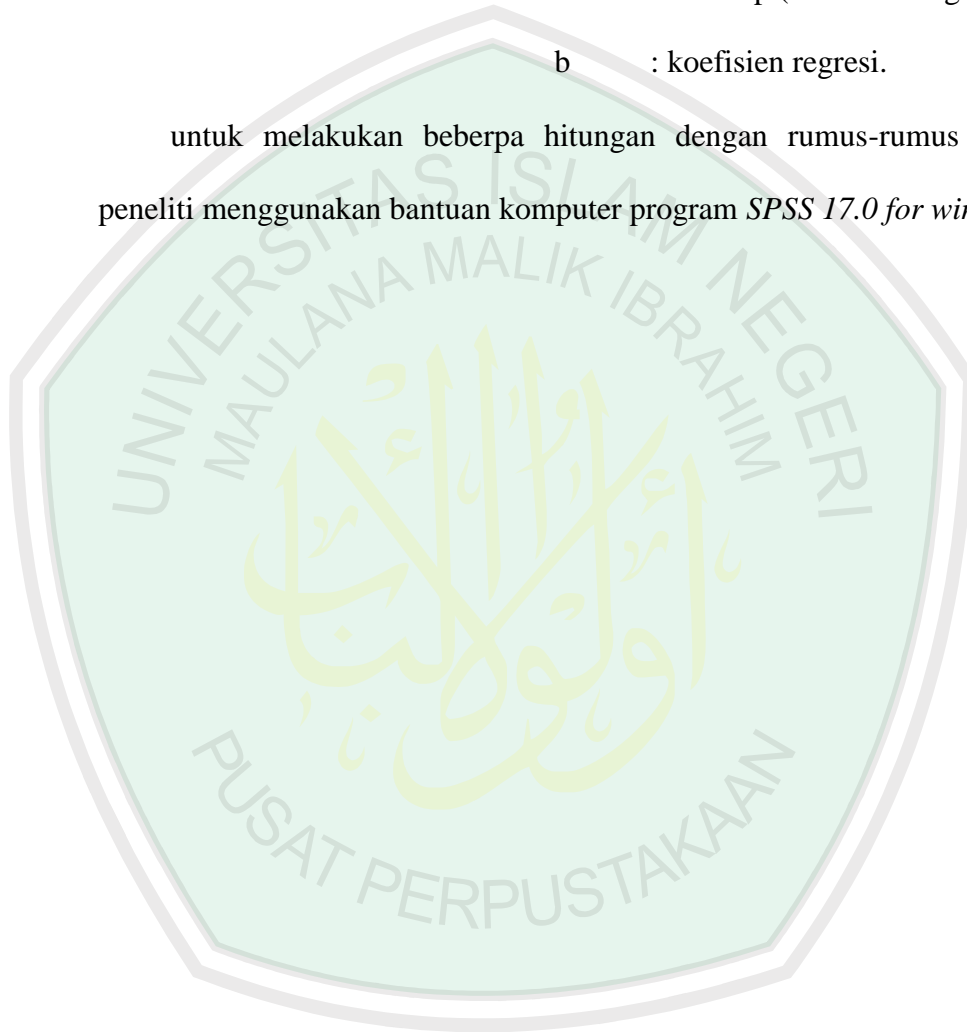 b : koefisien regresi.
untuk melakukan beberpa hitungan dengan rumus-rumus
peneliti menggunakan bantuan komputer program SPSS 17.0 for
UNIVERSITAS ISLAM NEGERI
MAULANA MALIK IBRAHIM
PUSAT PERPUSTAKAAN